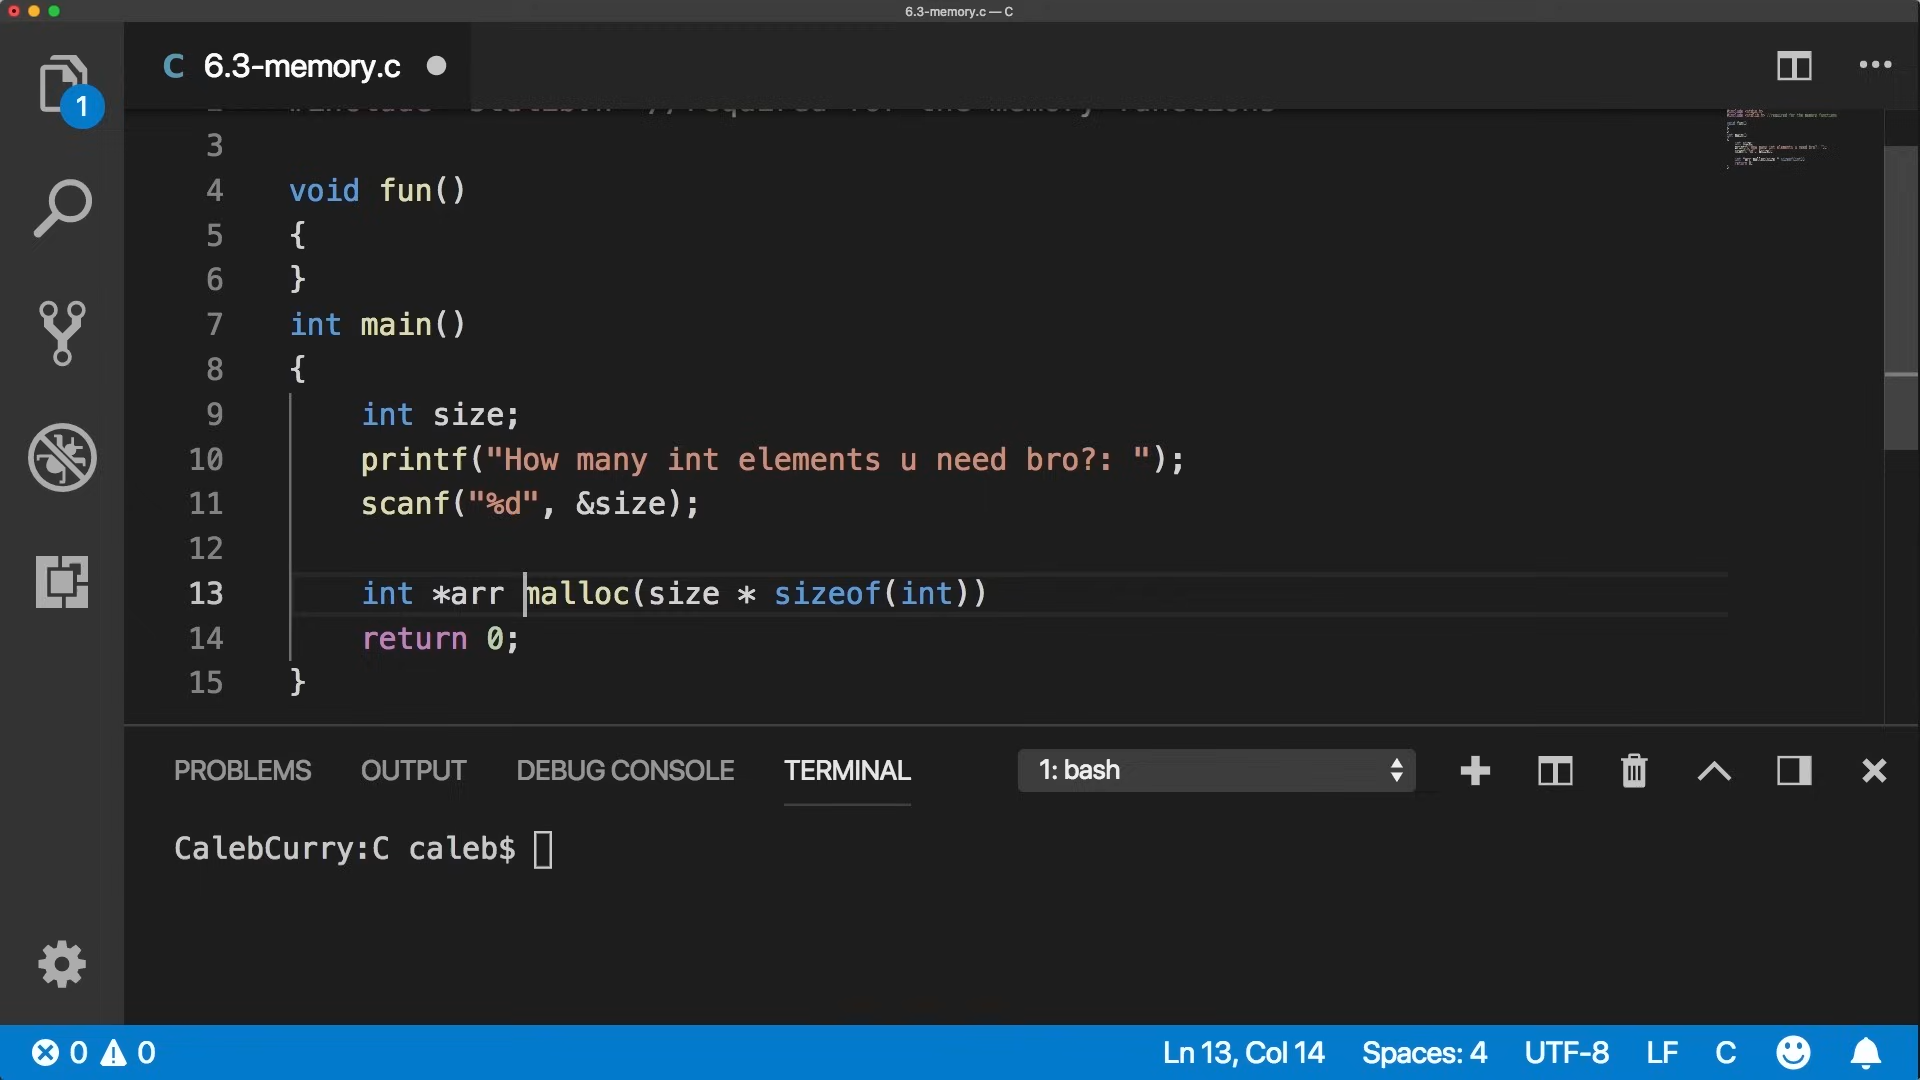 6.3-memory.c — C
1
C 6.3-memory.c
3
4 void fun()
5 {
6 }
7 int main()
8 {
9 int size;
10 printf("How many int elements u need bro?: ");
11 scanf("%d", &size);
12
13 int *arr malloc(size * sizeof(int))
14 return 0;
15 }
PROBLEMS OUTPUT DEBUG CONSOLE TERMINAL 1: bash
CalebCurry:C caleb$
0 0 Ln 13, Col 14 Spaces: 4 UTF-8 LF C